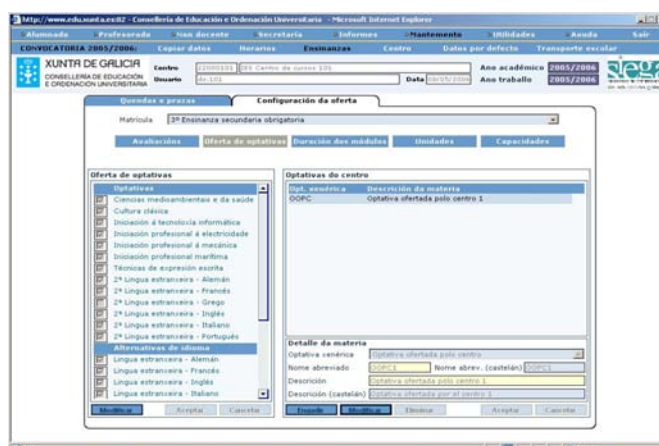 http://www.edu.xunta.es:82 - Consellería de Educación e Ordenación Universitaria - Microsoft Internet Explorer
Alumnado Profesorado Non docente Secretaría Informes Mantemento Utilidades Axuda Sair
CONVOCATORIA 2005/2006: Copiar datos Horarios Ensinanzas Centro Datos por defecto Transporte escolar
XUNTA DE GALICIA
CONSELLERÍA DE EDUCACIÓN
E ORDENACIÓN UNIVERSITARIA
Centro Ano académico 2005/2006
Usuario Data Ano traballo 2005/2006
Quendas e prazas Configuración da oferta
Matrícula 3º Ensinanza secundaria obrigatoria
Avaliacións Oferta de optativas Duración dos módulos Unidades Capacidades
Oferta de optativas
Optativas
Ciencias medioambientais e da saúde
Cultura clásica
Iniciación á tecnoloxía informática
Iniciación profesional á electricidade
Iniciación profesional á mecánica
Iniciación profesional marítima
Técnicas de expresión escrita
2ª Lingua estranxeira - Alemán
2ª Lingua estranxeira - Francés
2ª Lingua estranxeira - Grego
2ª Lingua estranxeira - Inglés
2ª Lingua estranxeira - Italiano
2ª Lingua estranxeira - Portugués
Alternativas de idioma
Lingua estranxeira - Alemán
Lingua estranxeira - Francés
Lingua estranxeira - Inglés
Lingua estranxeira - Italiano
Modificar Aceptar Cancelar
Optativas do centro
Opt. xenérica Descrición da materia
OOPC Optativa ofertada polo centro 1
Detalle da materia
Optativa xenérica Optativa ofertada polo centro
Nome abreviado OOPC1 Nome abrev. (castelán) OOPC1
Descrición Optativa ofertada polo centro 1
Descrición (castelán) Optativa ofertada por el centro 1
Engadir Modificar Eliminar Aceptar Cancelar